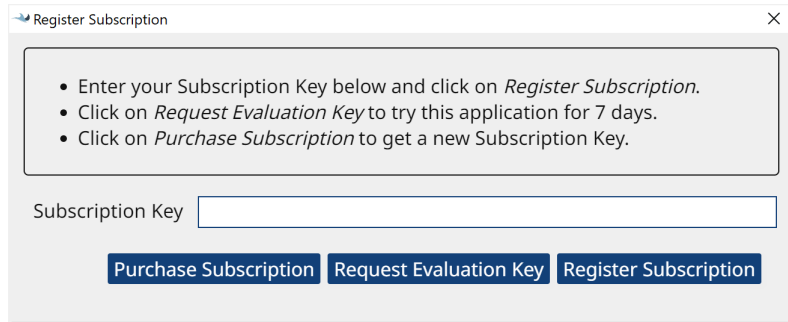 Register Subscription
• Enter your Subscription Key below and click on Register Subscription.
• Click on Request Evaluation Key to try this application for 7 days.
• Click on Purchase Subscription to get a new Subscription Key.
Subscription Key
Purchase Subscription Request Evaluation Key Register Subscription